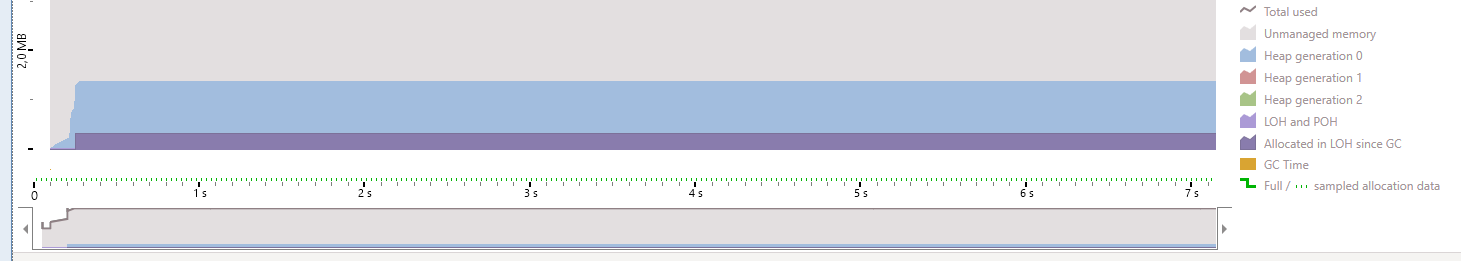 2,0 MB
Total used
Unmanaged memory
Heap generation 0
Heap generation 1
Heap generation 2
LOH and POH
Allocated in LOH since GC
GC Time
Full / sampled allocation data
0 1 s 2 s 3 s 4 s 5 s 6 s 7 s